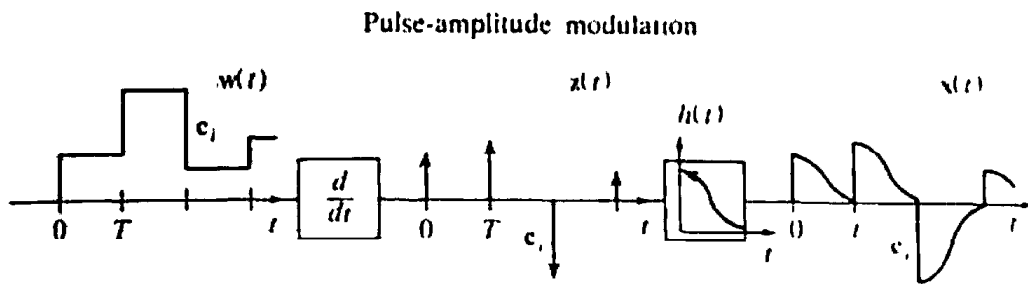 Pulse-amplitude modulation
w(t) z(t) x(t)
h(t)
c_i
d/dt
0 T t 0 T t t 0 t t
c_i c_i